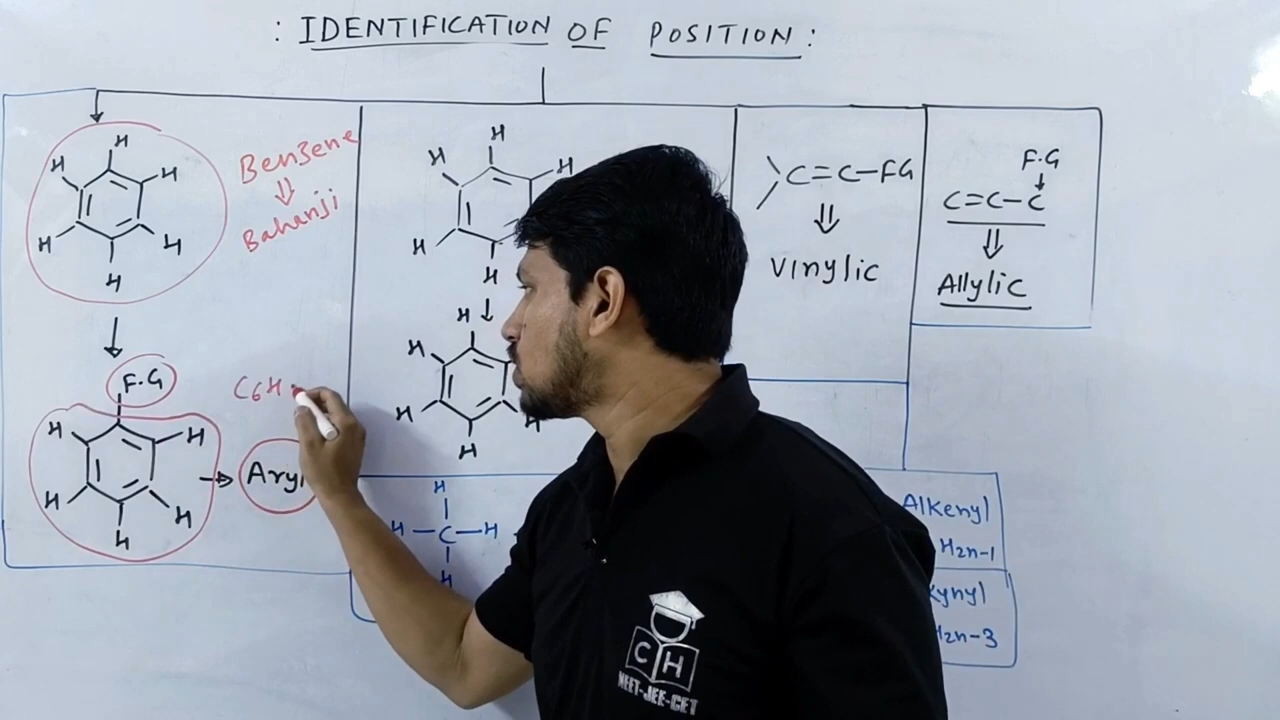 : IDENTIFICATION OF POSITION :
H
H
H
H
H
H
Benzene
⇓
Bahanji
F.G
H
H
H
H
H
Aryl
C6H
H
H
H
H
H
H
H
H
H
H
H
C=C-FG
⇓
Vinylic
F.G
C=C-C
⇓
Allylic
H
H-C-H
H
Alkenyl
H2n-1
kynyl
H2n-3
CH
NEET-JEE-CET